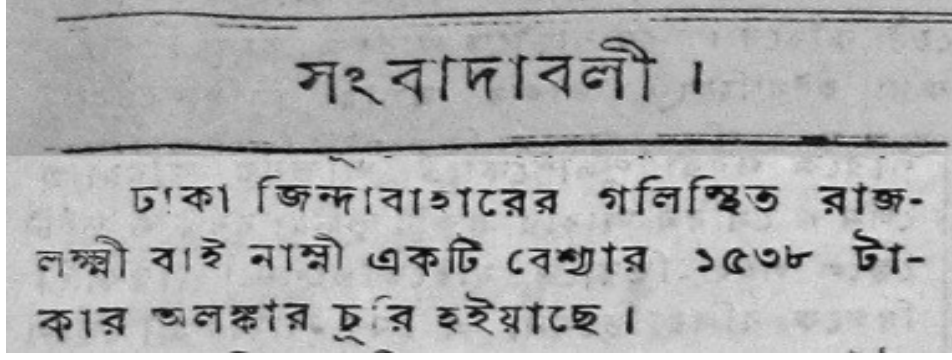 সংবাদাবলী।
ঢাকা জিন্দাবাহারের গলিস্থিত রাজ-
লক্ষ্মী বাই নাম্নী একটি বেশ্যার ১৫৩৮ টা-
কার অলঙ্কার চুরি হইয়াছে।